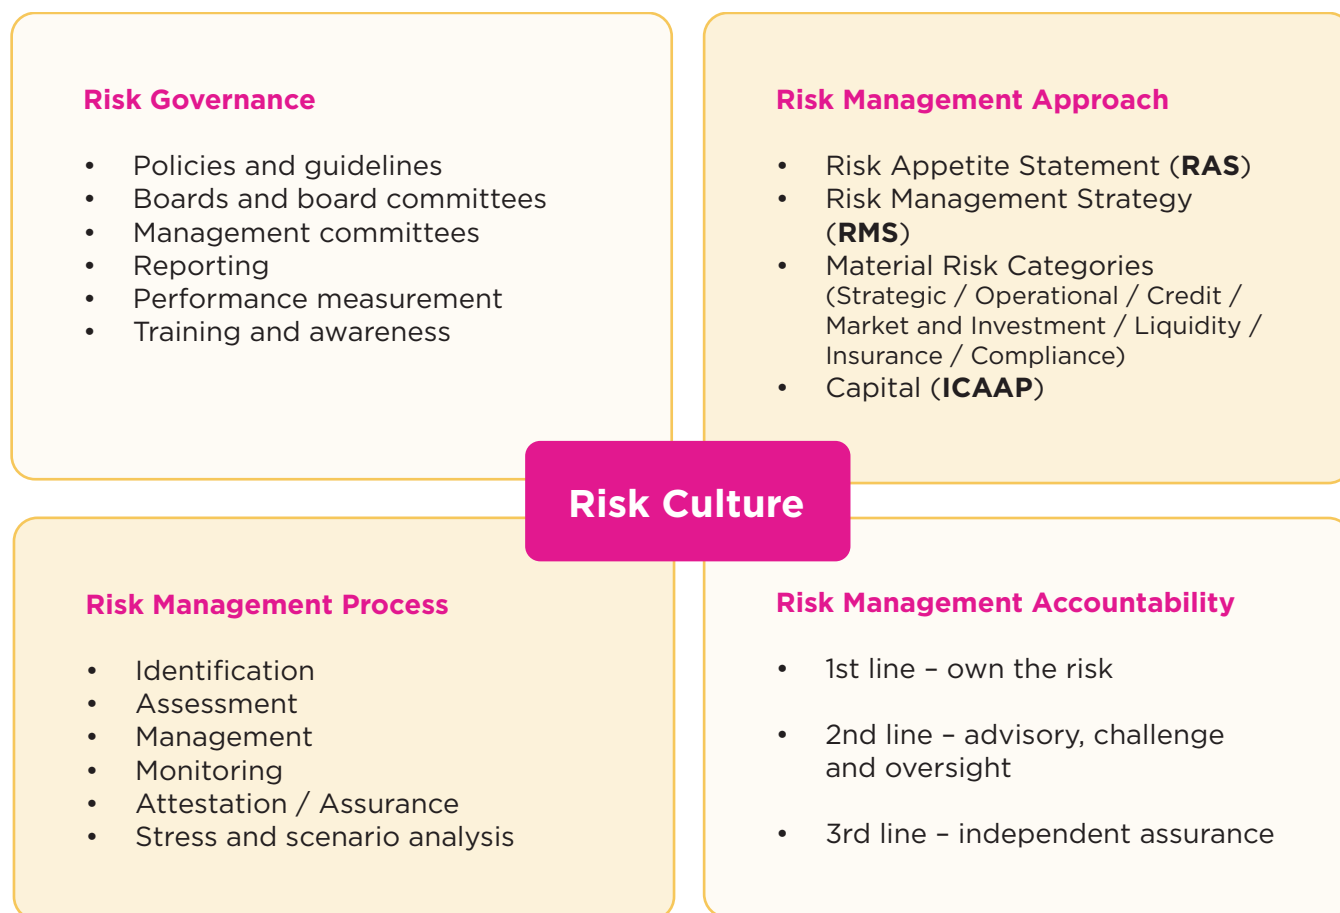 Risk Governance
• Policies and guidelines
• Boards and board committees
• Management committees
• Reporting
• Performance measurement
• Training and awareness
Risk Management Approach
• Risk Appetite Statement (RAS)
• Risk Management Strategy
(RMS)
• Material Risk Categories
(Strategic / Operational / Credit /
Market and Investment / Liquidity /
Insurance / Compliance)
• Capital (ICAAP)
Risk Culture
Risk Management Process
• Identification
• Assessment
• Management
• Monitoring
• Attestation / Assurance
• Stress and scenario analysis
Risk Management Accountability
• 1st line – own the risk
• 2nd line – advisory, challenge
and oversight
• 3rd line – independent assurance